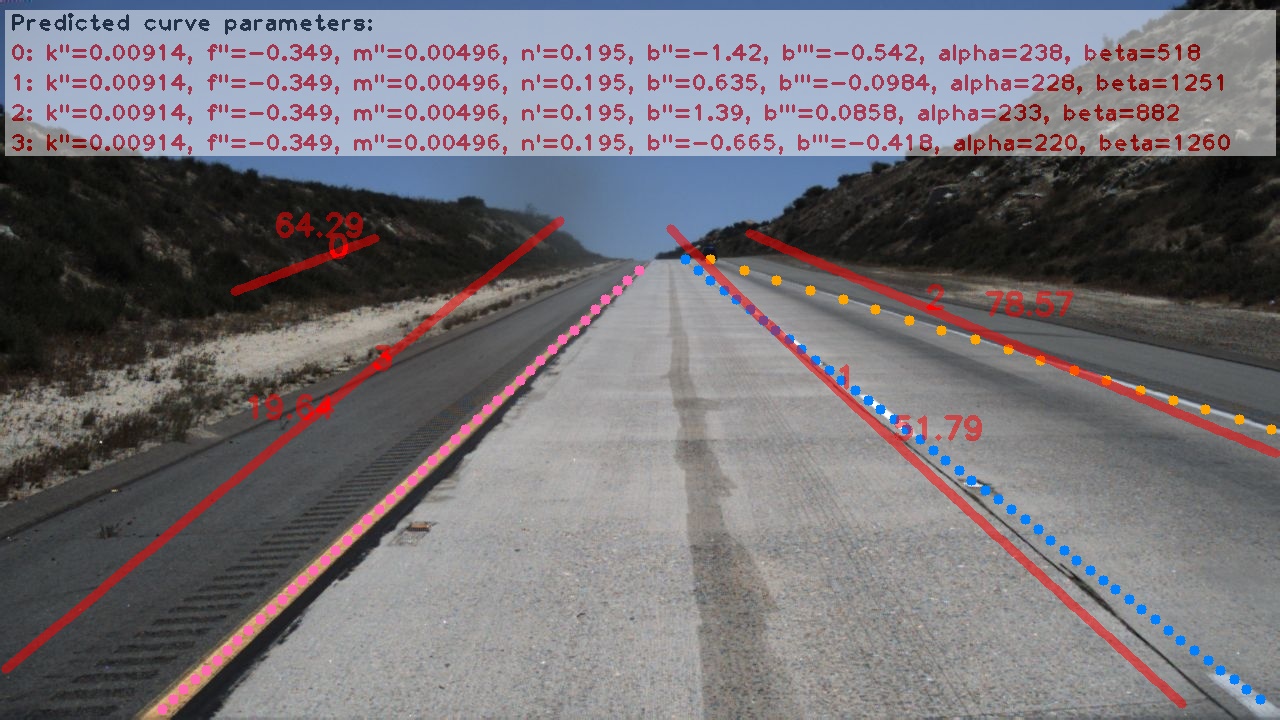 Predicted curve parameters:
0: k''=0.00914, f''=−0.349, m''=0.00496, n'=0.195, b''=−1.42, b'''=−0.542, alpha=238, beta=518
1: k''=0.00914, f''=−0.349, m''=0.00496, n'=0.195, b''=0.635, b'''=−0.0984, alpha=228, beta=1251
2: k''=0.00914, f''=−0.349, m''=0.00496, n'=0.195, b''=1.39, b'''=0.0858, alpha=233, beta=882
3: k''=0.00914, f''=−0.349, m''=0.00496, n'=0.195, b''=−0.665, b'''=−0.418, alpha=220, beta=1260
64.29
0
2 78.57
3
1
51.79